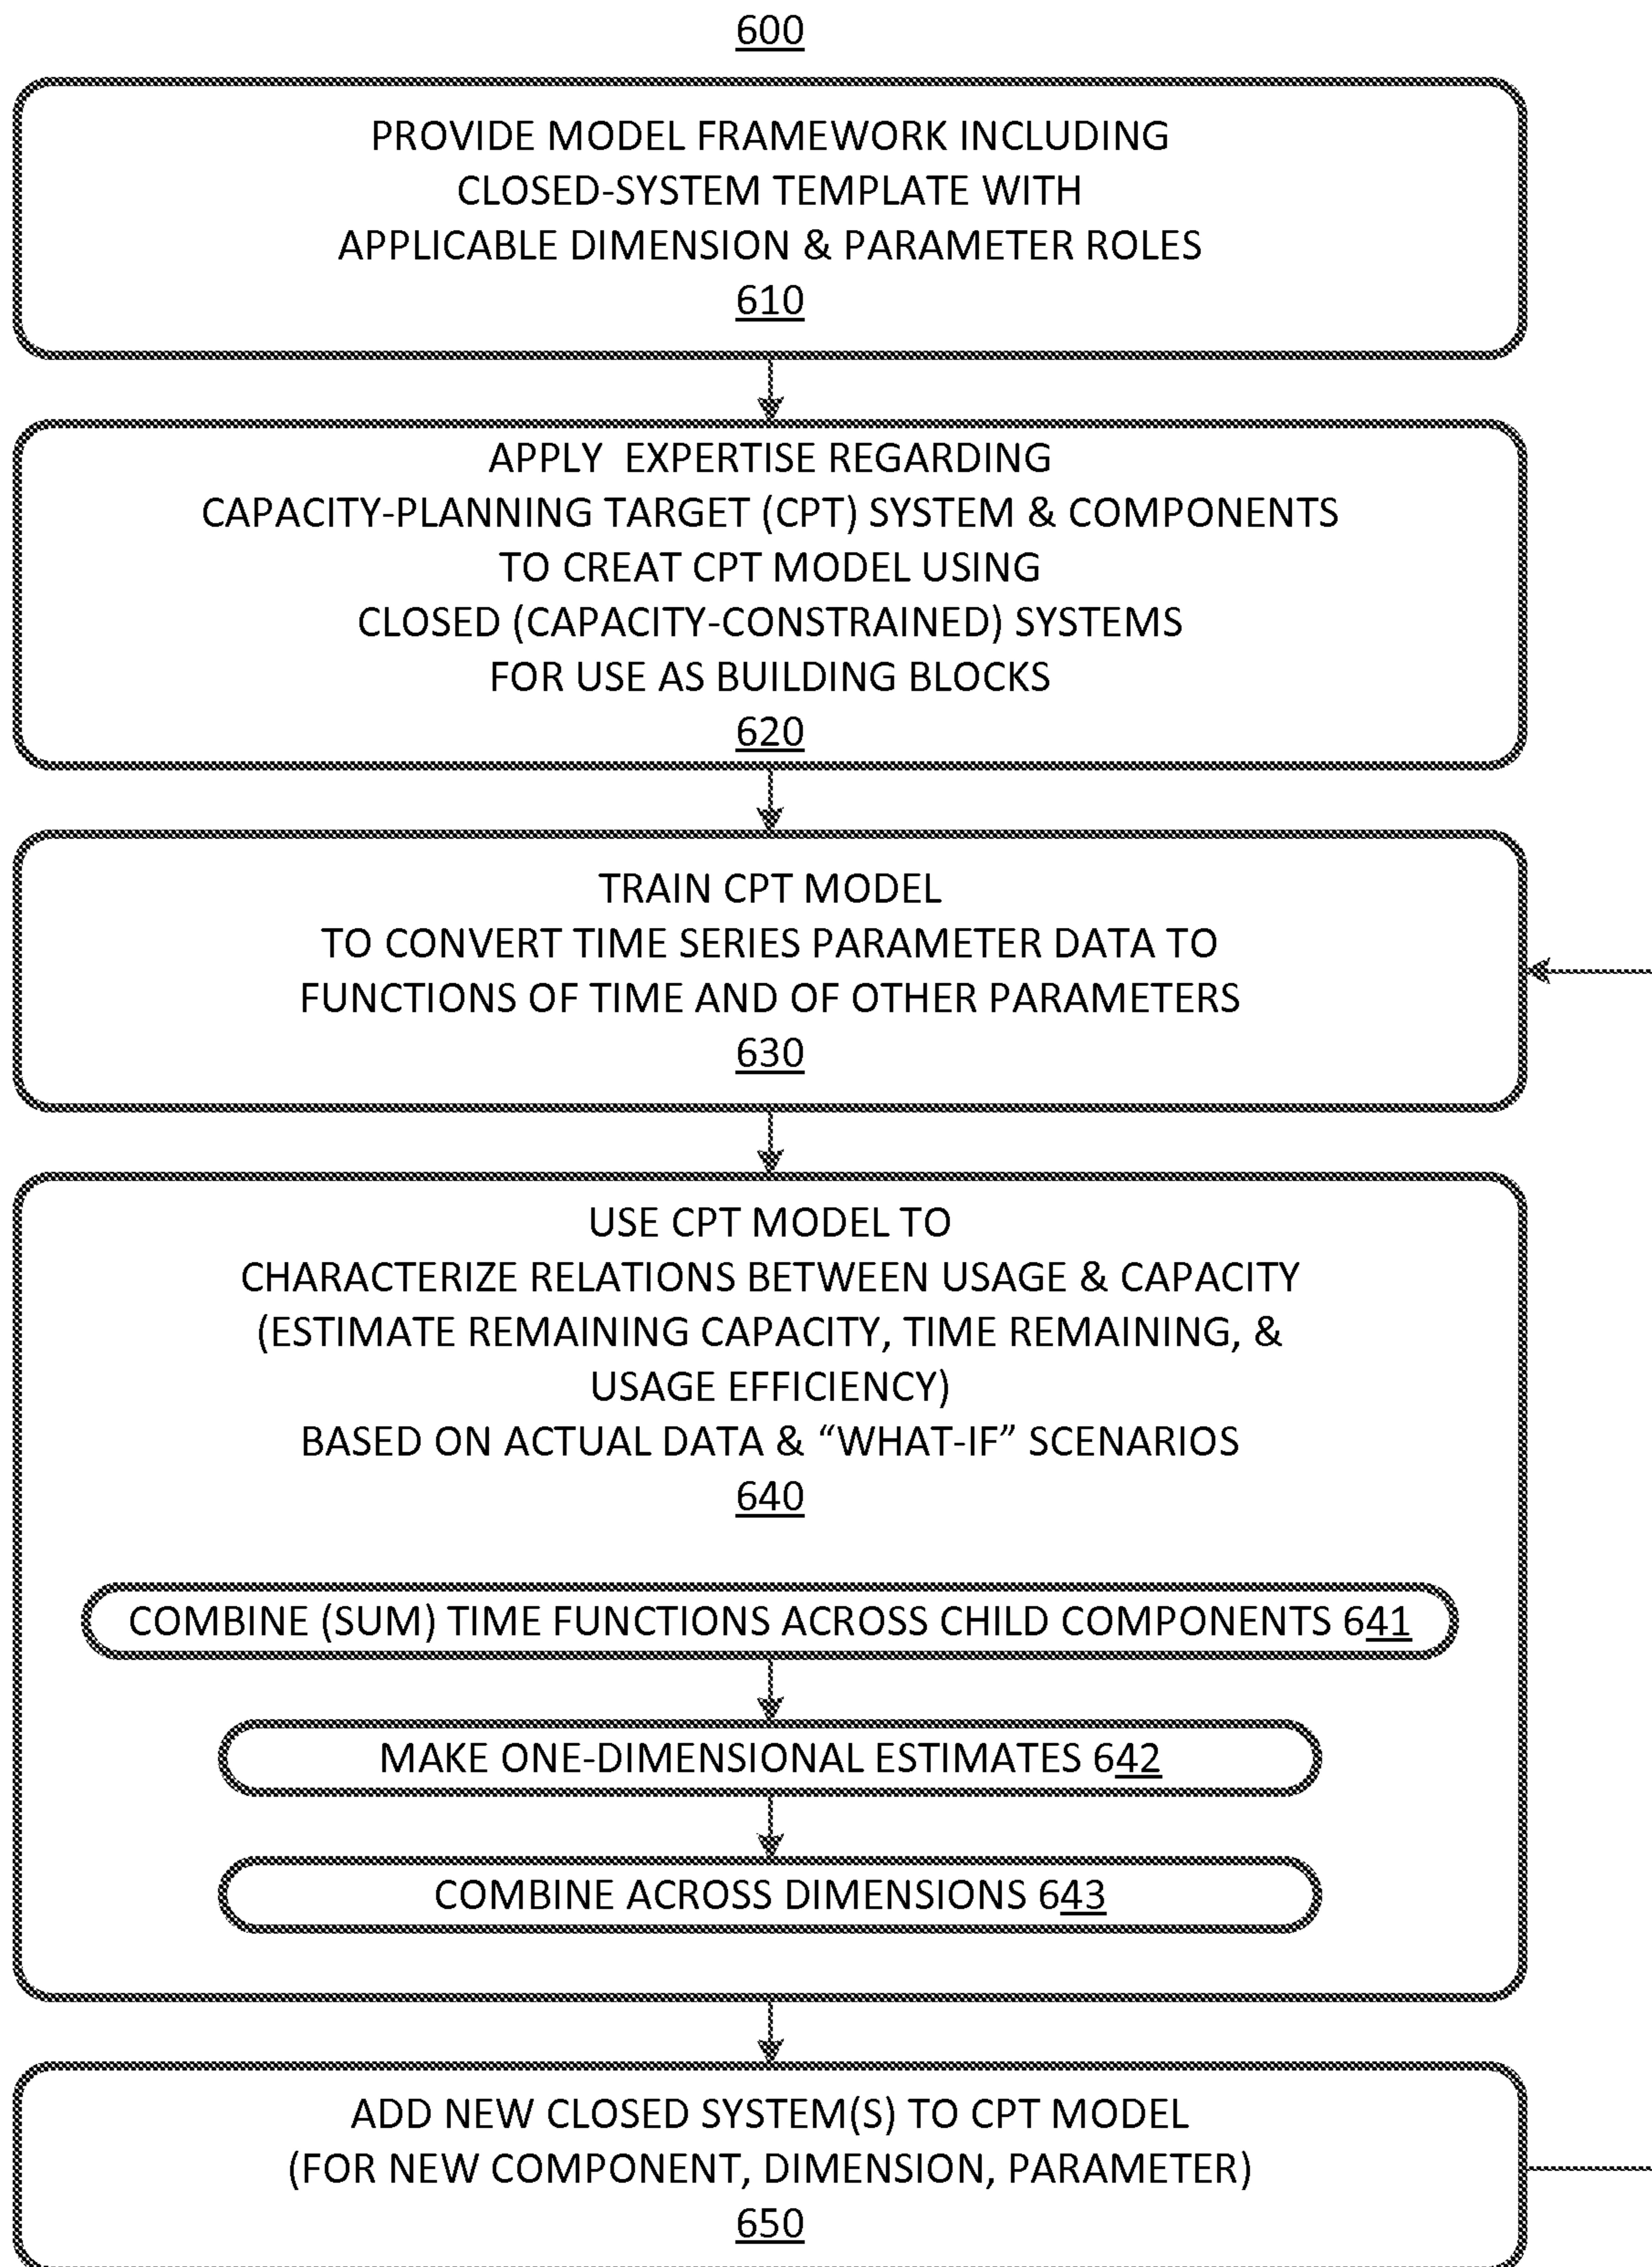 600
PROVIDE MODEL FRAMEWORK INCLUDING
CLOSED-SYSTEM TEMPLATE WITH
APPLICABLE DIMENSION & PARAMETER ROLES
610
APPLY EXPERTISE REGARDING
CAPACITY-PLANNING TARGET (CPT) SYSTEM & COMPONENTS
TO CREAT CPT MODEL USING
CLOSED (CAPACITY-CONSTRAINED) SYSTEMS
FOR USE AS BUILDING BLOCKS
620
TRAIN CPT MODEL
TO CONVERT TIME SERIES PARAMETER DATA TO
FUNCTIONS OF TIME AND OF OTHER PARAMETERS
630
USE CPT MODEL TO
CHARACTERIZE RELATIONS BETWEEN USAGE & CAPACITY
(ESTIMATE REMAINING CAPACITY, TIME REMAINING, &
USAGE EFFICIENCY)
BASED ON ACTUAL DATA & “WHAT-IF” SCENARIOS
640
COMBINE (SUM) TIME FUNCTIONS ACROSS CHILD COMPONENTS 641
MAKE ONE-DIMENSIONAL ESTIMATES 642
COMBINE ACROSS DIMENSIONS 643
ADD NEW CLOSED SYSTEM(S) TO CPT MODEL
(FOR NEW COMPONENT, DIMENSION, PARAMETER)
650